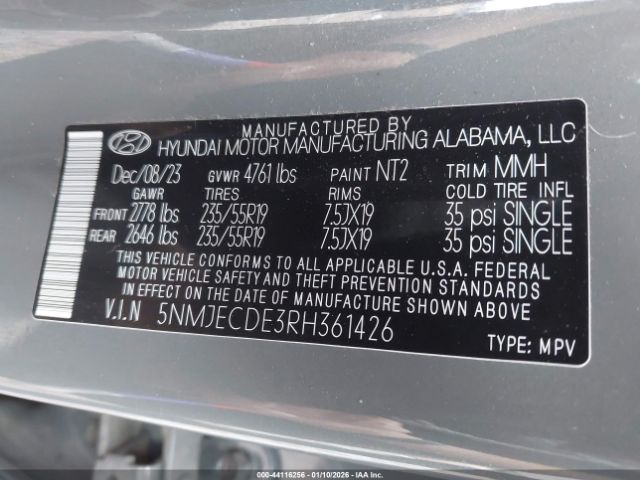 MANUFACTURED BY
HYUNDAI MOTOR MANUFACTURING ALABAMA, LLC
Dec/08/23 GVWR 4761 lbs PAINT NT2 TRIM MMH
GAWR TIRES RIMS COLD TIRE INFL
FRONT 2778 lbs 235/55R19 7.5JX19 35 psi SINGLE
REAR 2646 lbs 235/55R19 7.5JX19 35 psi SINGLE
THIS VEHICLE CONFORMS TO ALL APPLICABLE U.S.A. FEDERAL
MOTOR VEHICLE SAFETY AND THEFT PREVENTION
STANDARDS IN EFFECT ON THE DATE OF MANUFACTURE SHOWN ABOVE
V.I.N 5NMJECDE3RH361426
TYPE: MPV
000-44116256 - 01/10/2026 - IAAI.COM